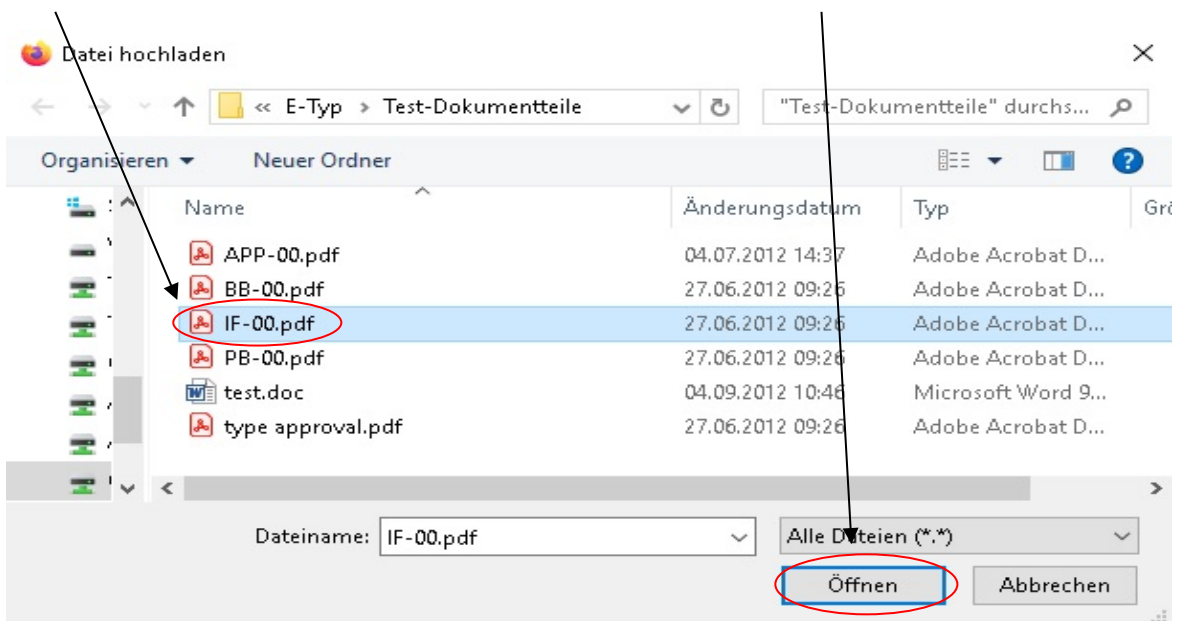 Datei hochladen
« E-Typ > Test-Dokumentteile "Test-Dokumentteile" durchs...
Organisieren Neuer Ordner ?
Name Änderungsdatum Typ Grö
APP-00.pdf 04.07.2012 14:37 Adobe Acrobat D...
BB-00.pdf 27.06.2012 09:26 Adobe Acrobat D...
IF-00.pdf 27.06.2012 09:26 Adobe Acrobat D...
PB-00.pdf 27.06.2012 09:26 Adobe Acrobat D...
test.doc 04.09.2012 10:46 Microsoft Word 9...
type approval.pdf 27.06.2012 09:26 Adobe Acrobat D...
Dateiname: IF-00.pdf Alle Dateien (*.*)
Öffnen Abbrechen